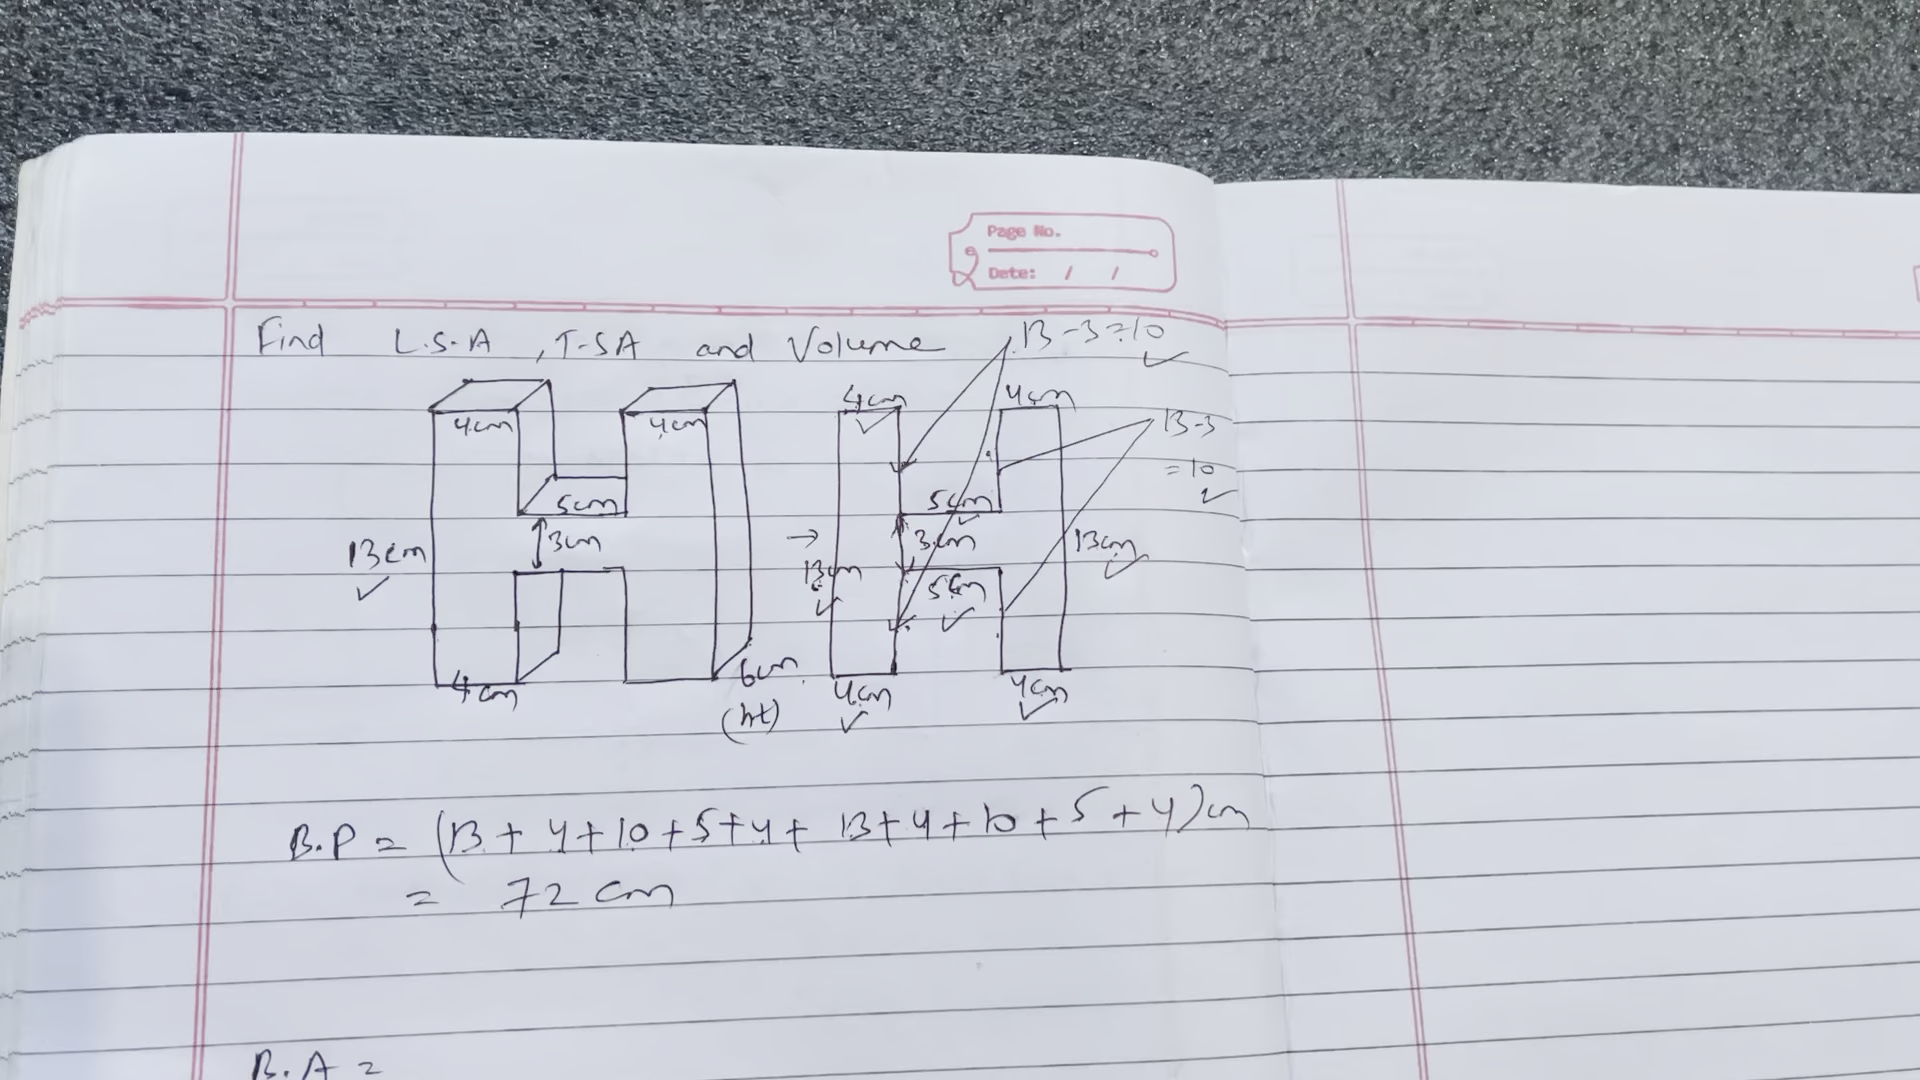 Page No.
Date: / /
Find L.S.A , T.S.A and Volume
13-3=10
4cm 4cm
4cm 4cm
13-3
= 10
5cm
5cm
13cm
3cm
→
3cm
13cm
13cm
5cm
6cm
(ht)
4cm
4cm 4cm
B.P = (13+4+10+5+4+13+4+10+5+4)cm
= 72 cm
B.A =